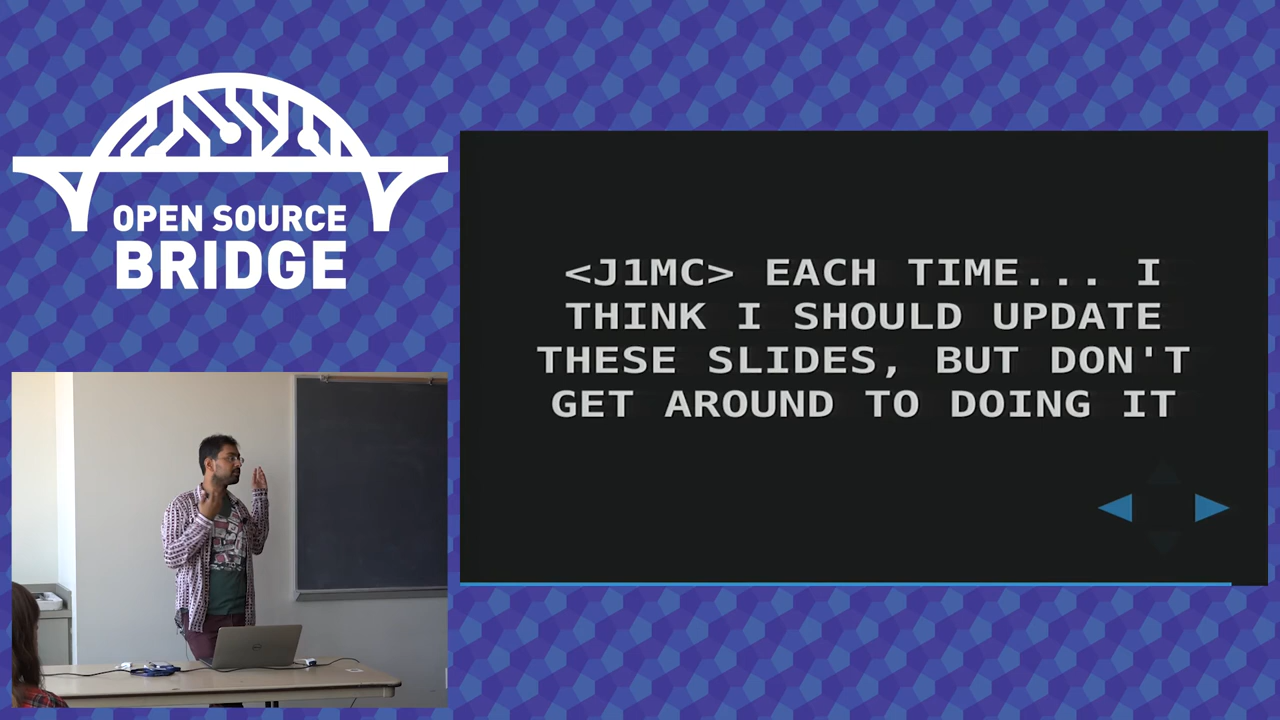 OPEN SOURCE
BRIDGE
<J1MC> EACH TIME... I
THINK I SHOULD UPDATE
THESE SLIDES, BUT DON'T
GET AROUND TO DOING IT